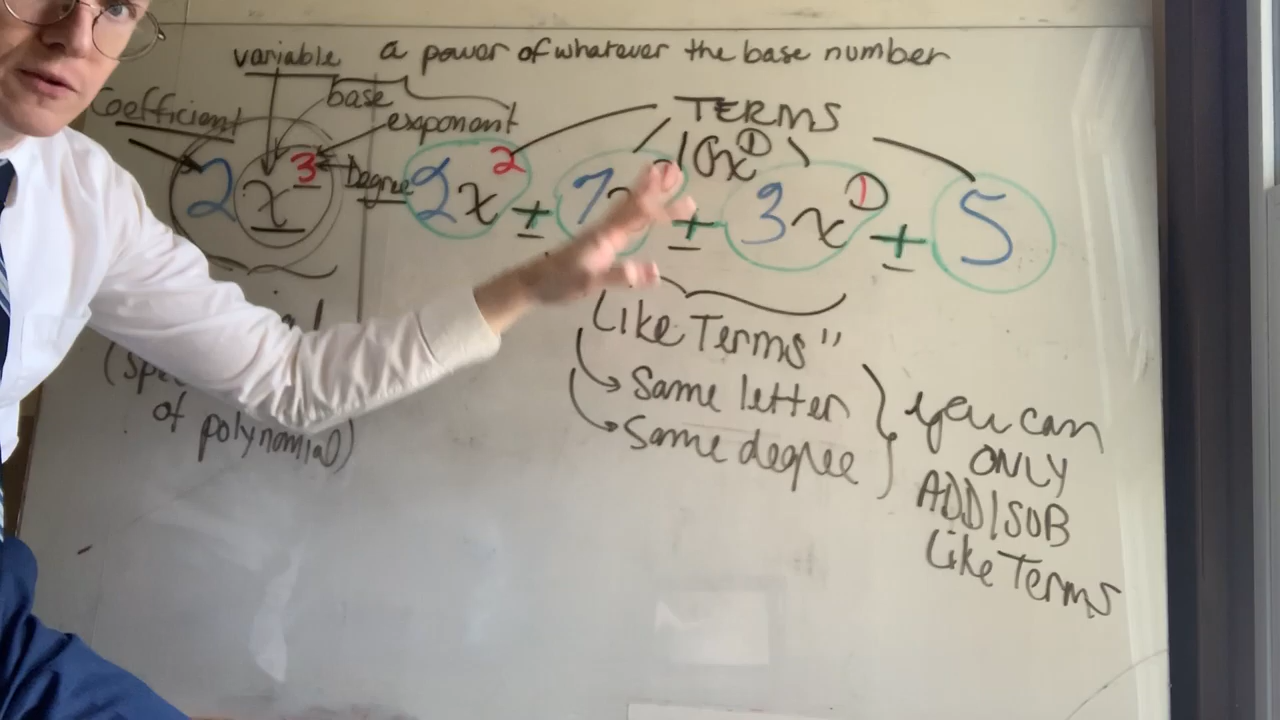 variable a power of whatever the base number
Coefficient base exponent TERMS
2x³ Degree 2x² ± 7 10x¹ ± 3x¹ ± 5
Like Terms"
Same letter
Same degree
you can
ONLY
ADD/SUB
Like Terms
of polynomial)